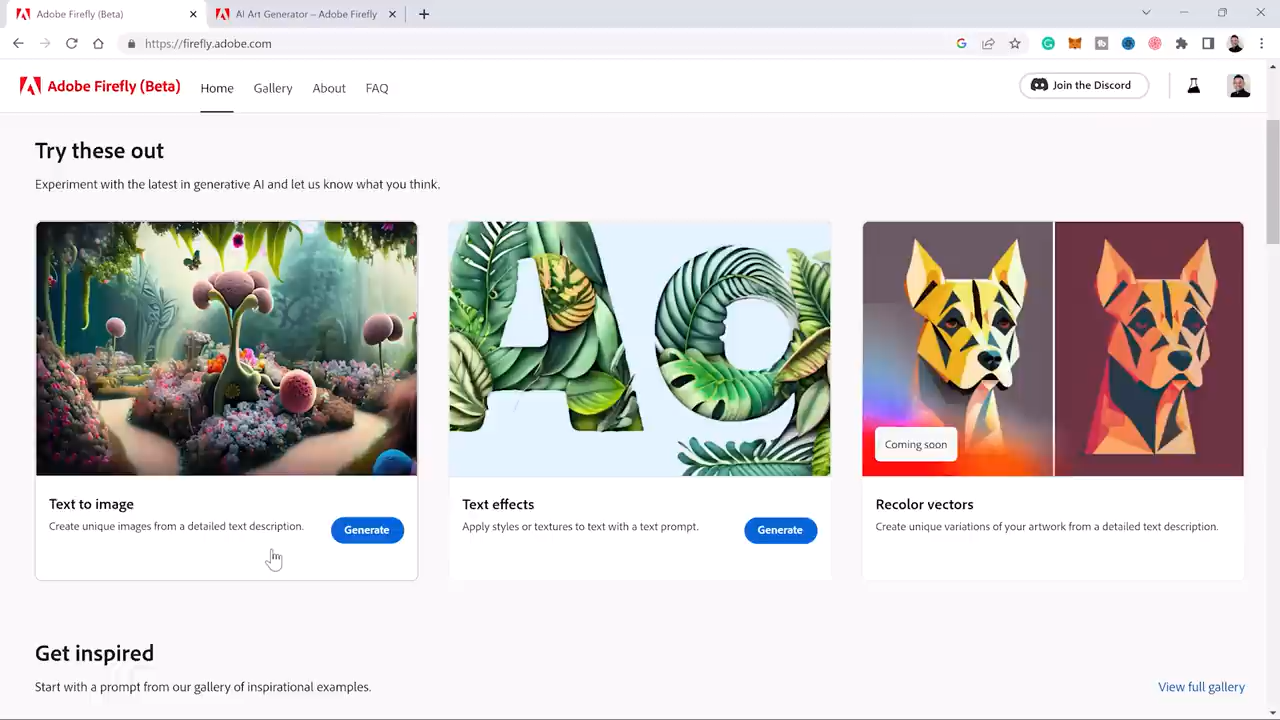 Adobe Firefly (Beta)
AI Art Generator – Adobe Firefly
https://firefly.adobe.com
Adobe Firefly (Beta)
Home
Gallery
About
FAQ
Join the Discord
Try these out
Experiment with the latest in generative AI and let us know what you think.
Coming soon
Text to image
Create unique images from a detailed text description.
Generate
Text effects
Apply styles or textures to text with a text prompt.
Generate
Recolor vectors
Create unique variations of your artwork from a detailed text description.
Get inspired
Start with a prompt from our gallery of inspirational examples.
View full gallery